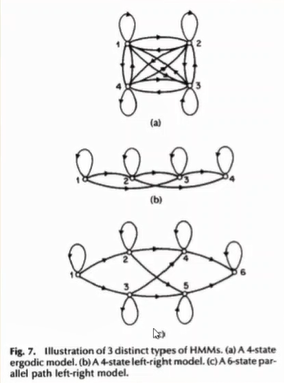 1 2
4 3
(a)
1 2 3 4
(b)
2 4
1 6
3 5
Fig. 7. Illustration of 3 distinct types of HMMs. (a) A 4-state
ergodic model. (b) A 4-state left-right model. (c) A 6-state par-
allel path left-right model.